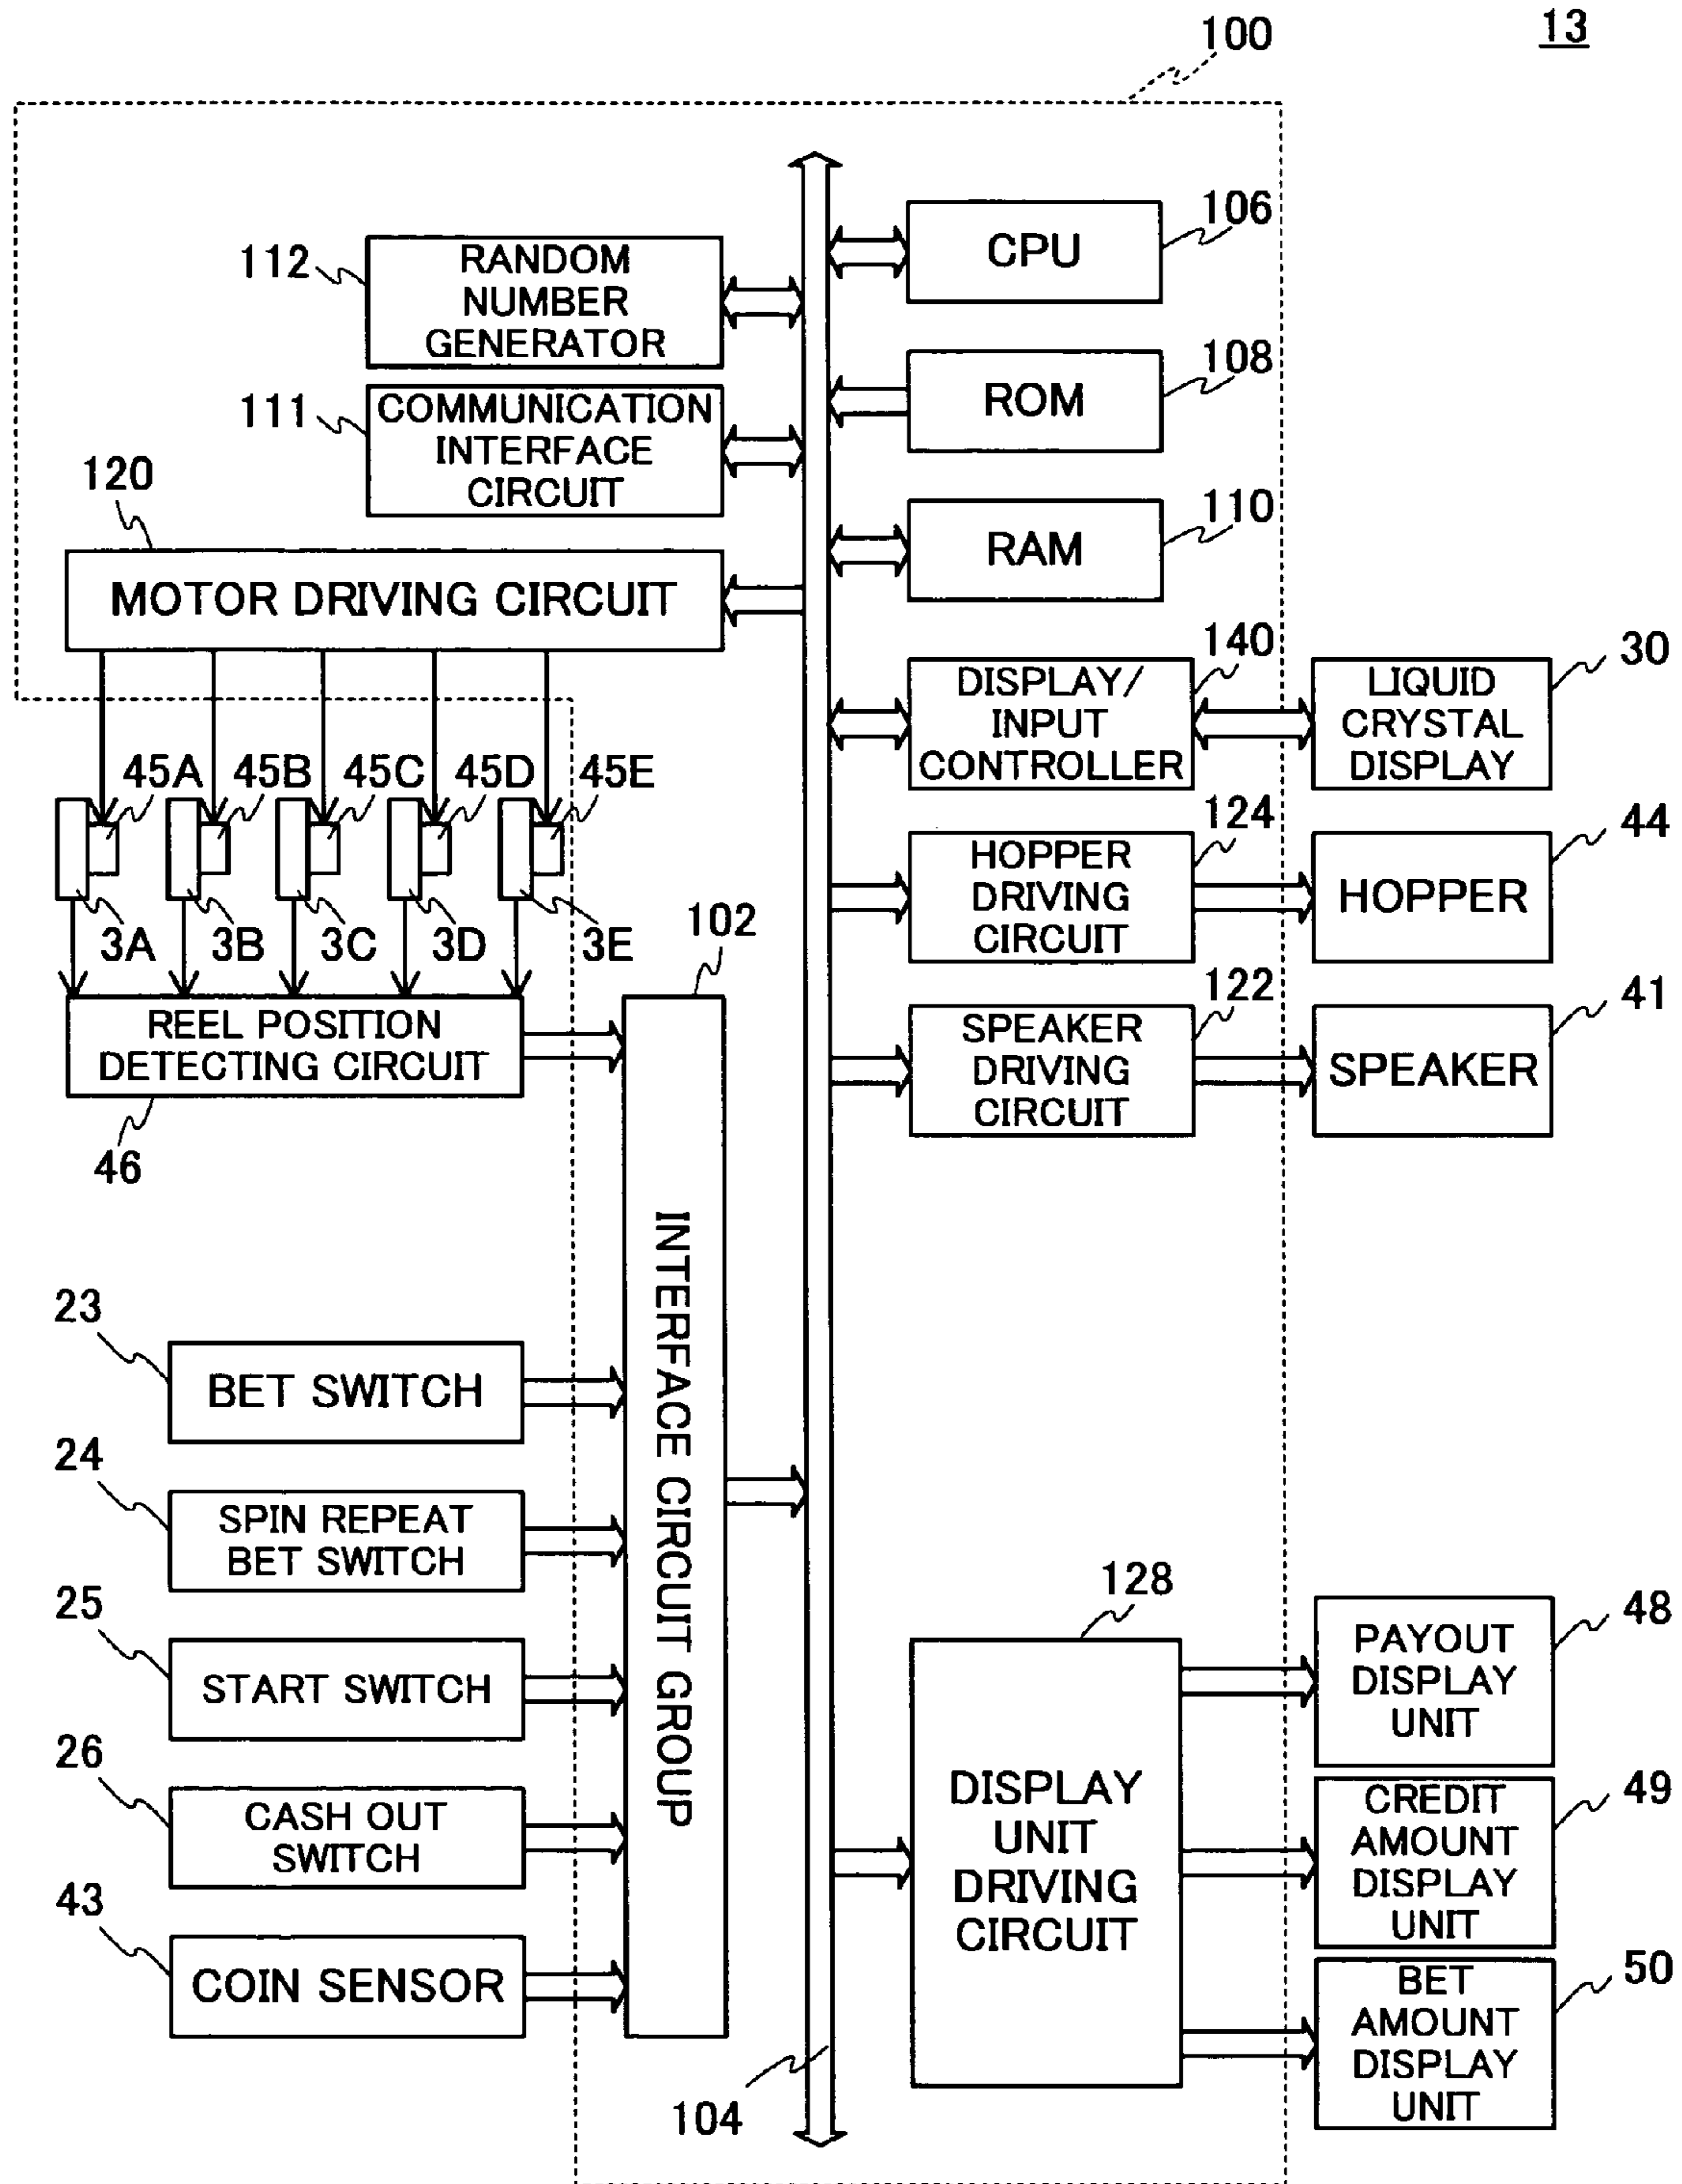 13
100
112
RANDOM
NUMBER
GENERATOR
CPU
106
111
COMMUNICATION
INTERFACE
CIRCUIT
ROM
108
120
MOTOR DRIVING CIRCUIT
RAM
110
140
DISPLAY/
INPUT
CONTROLLER
LIQUID
CRYSTAL
DISPLAY
30
45A 45B 45C 45D 45E
3A 3B 3C 3D 3E
124
HOPPER
DRIVING
CIRCUIT
HOPPER
44
REEL POSITION
DETECTING CIRCUIT
46
102
INTERFACE CIRCUIT GROUP
122
SPEAKER
DRIVING
CIRCUIT
SPEAKER
41
23
BET SWITCH
24
SPIN REPEAT
BET SWITCH
25
START SWITCH
26
CASH OUT
SWITCH
43
COIN SENSOR
104
128
DISPLAY
UNIT
DRIVING
CIRCUIT
PAYOUT
DISPLAY
UNIT
48
CREDIT
AMOUNT
DISPLAY
UNIT
49
BET
AMOUNT
DISPLAY
UNIT
50